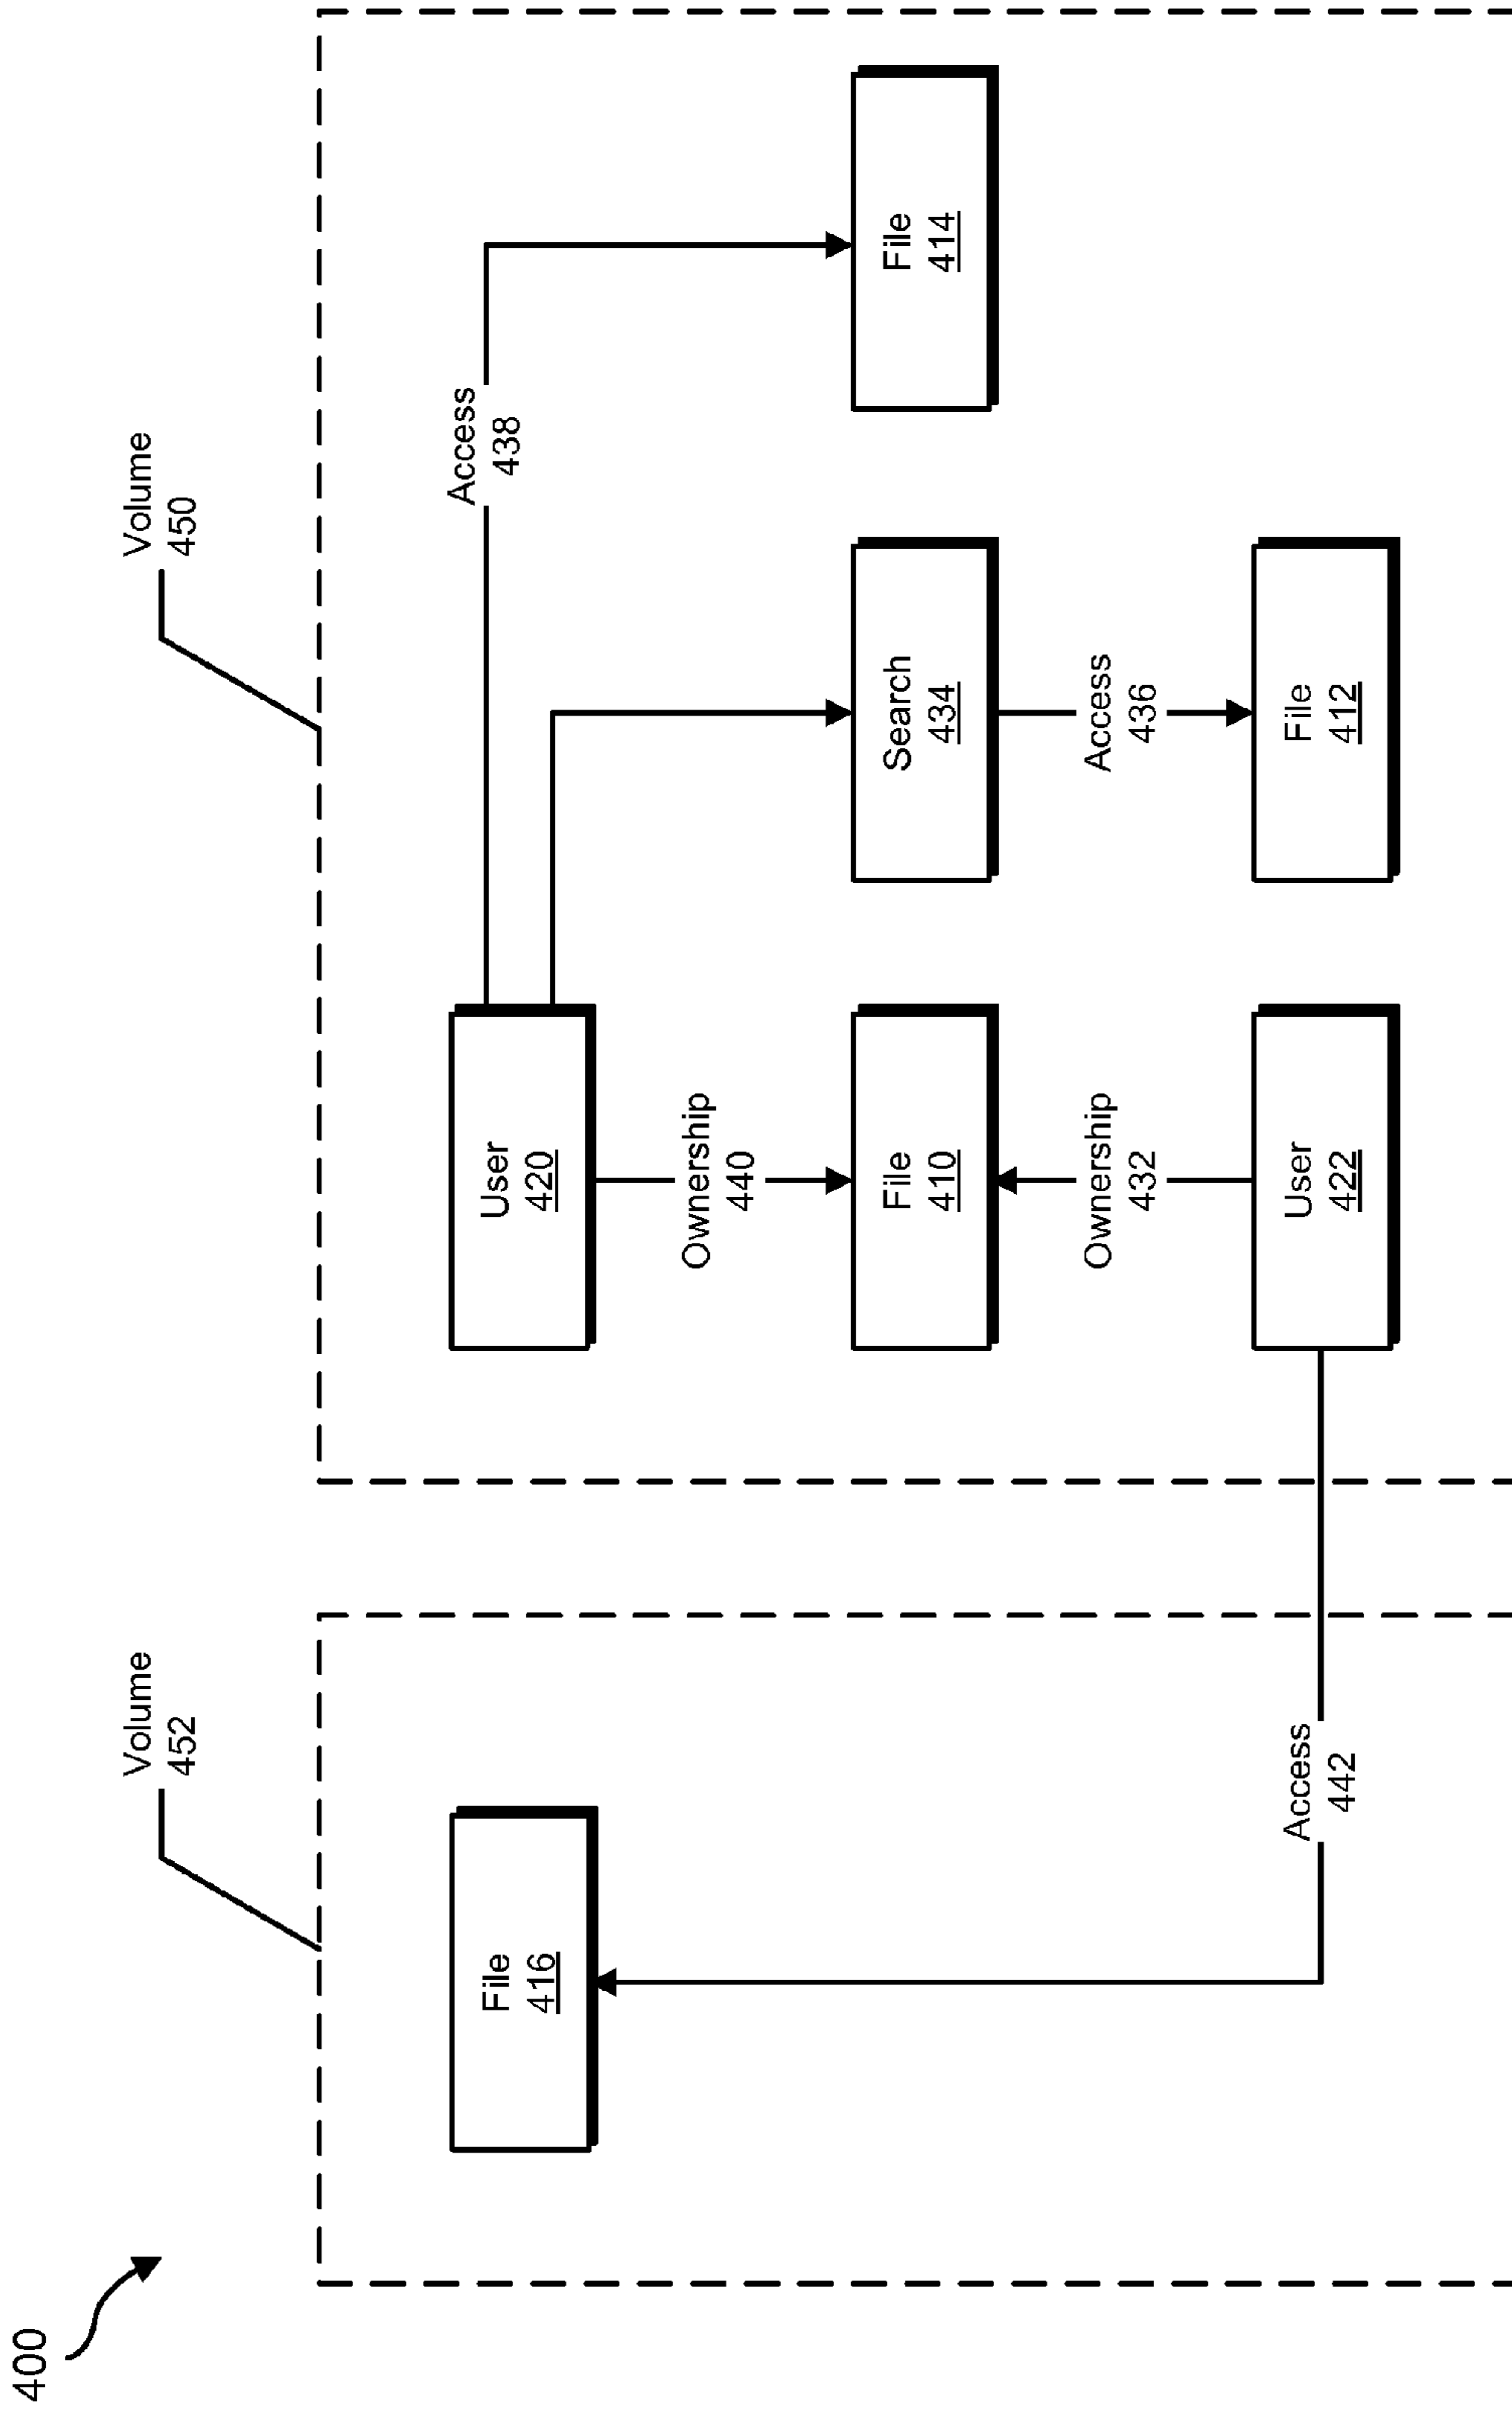 400
Volume
452
Volume
450
File
416
User
420
Access
438
Ownership
440
File
410
Search
434
File
414
Ownership
432
Access
436
Access
442
User
422
File
412